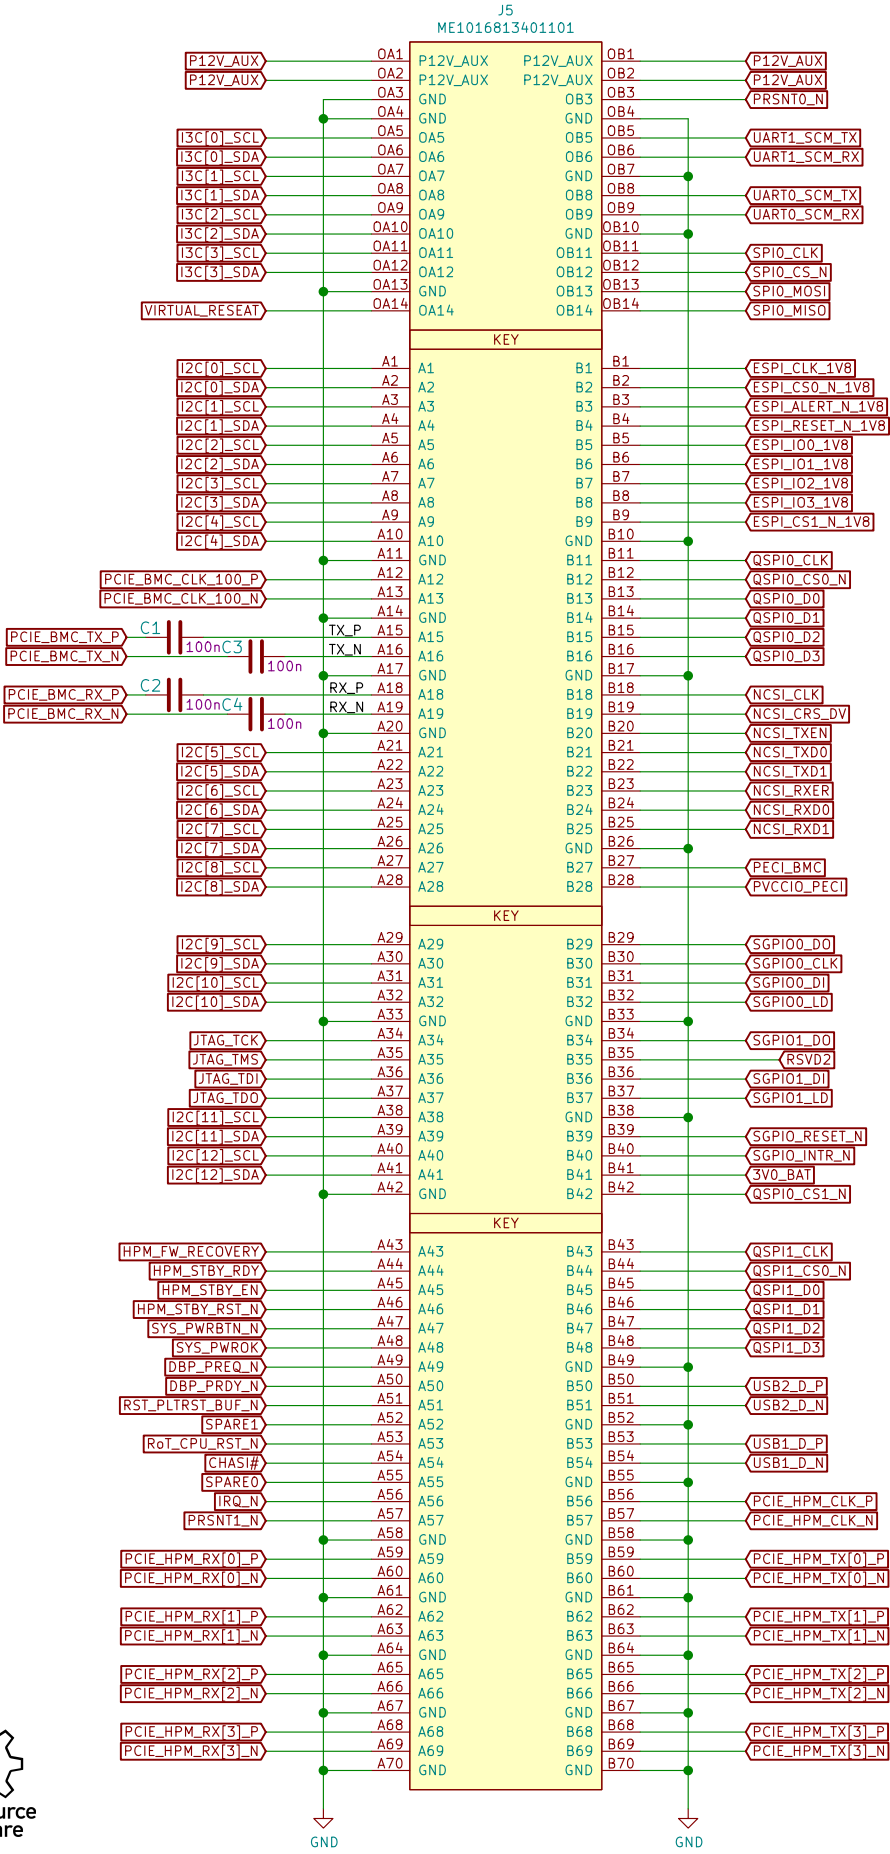 J5
ME1016813401101
P12V_AUX OA1 P12V_AUX P12V_AUX OB1 P12V_AUX
P12V_AUX OA2 P12V_AUX P12V_AUX OB2 P12V_AUX
OA3 GND OB3 OB3 PRSNT0_N
OA4 GND GND OB4
I3C[0]_SCL OA5 OA5 OB5 OB5 UART1_SCM_TX
I3C[0]_SDA OA6 OA6 OB6 OB6 UART1_SCM_RX
I3C[1]_SCL OA7 OA7 GND OB7
I3C[1]_SDA OA8 OA8 OB8 OB8 UART0_SCM_TX
I3C[2]_SCL OA9 OA9 OB9 OB9 UART0_SCM_RX
I3C[2]_SDA OA10 OA10 GND OB10
I3C[3]_SCL OA11 OA11 OB11 OB11 SPI0_CLK
I3C[3]_SDA OA12 OA12 OB12 OB12 SPI0_CS_N
OA13 GND OB13 OB13 SPI0_MOSI
VIRTUAL_RESEAT OA14 OA14 OB14 OB14 SPI0_MISO
KEY
I2C[0]_SCL A1 A1 B1 B1 ESPI_CLK_1V8
I2C[0]_SDA A2 A2 B2 B2 ESPI_CS0_N_1V8
I2C[1]_SCL A3 A3 B3 B3 ESPI_ALERT_N_1V8
I2C[1]_SDA A4 A4 B4 B4 ESPI_RESET_N_1V8
I2C[2]_SCL A5 A5 B5 B5 ESPI_IO0_1V8
I2C[2]_SDA A6 A6 B6 B6 ESPI_IO1_1V8
I2C[3]_SCL A7 A7 B7 B7 ESPI_IO2_1V8
I2C[3]_SDA A8 A8 B8 B8 ESPI_IO3_1V8
I2C[4]_SCL A9 A9 B9 B9 ESPI_CS1_N_1V8
I2C[4]_SDA A10 A10 GND B10
A11 GND B11 B11 QSPI0_CLK
PCIE_BMC_CLK_100_P A12 A12 B12 B12 QSPI0_CS0_N
PCIE_BMC_CLK_100_N A13 A13 B13 B13 QSPI0_D0
A14 GND B14 B14 QSPI0_D1
PCIE_BMC_TX_P C1 100n TX_P A15 A15 B15 B15 QSPI0_D2
PCIE_BMC_TX_N C3 100n TX_N A16 A16 B16 B16 QSPI0_D3
A17 GND GND B17
PCIE_BMC_RX_P C2 100n RX_P A18 A18 B18 B18 NCSI_CLK
PCIE_BMC_RX_N C4 100n RX_N A19 A19 B19 B19 NCSI_CRS_DV
A20 GND B20 B20 NCSI_TXEN
I2C[5]_SCL A21 A21 B21 B21 NCSI_TXD0
I2C[5]_SDA A22 A22 B22 B22 NCSI_TXD1
I2C[6]_SCL A23 A23 B23 B23 NCSI_RXER
I2C[6]_SDA A24 A24 B24 B24 NCSI_RXD0
I2C[7]_SCL A25 A25 B25 B25 NCSI_RXD1
I2C[7]_SDA A26 A26 GND B26
I2C[8]_SCL A27 A27 B27 B27 PECI_BMC
I2C[8]_SDA A28 A28 B28 B28 PVCCIO_PECI
KEY
I2C[9]_SCL A29 A29 B29 B29 SGPIO0_DO
I2C[9]_SDA A30 A30 B30 B30 SGPIO0_CLK
I2C[10]_SCL A31 A31 B31 B31 SGPIO0_DI
I2C[10]_SDA A32 A32 B32 B32 SGPIO0_LD
A33 GND GND B33
JTAG_TCK A34 A34 B34 B34 SGPIO1_DO
JTAG_TMS A35 A35 B35 B35 RSVD2
JTAG_TDI A36 A36 B36 B36 SGPIO1_DI
JTAG_TDO A37 A37 B37 B37 SGPIO1_LD
I2C[11]_SCL A38 A38 GND B38
I2C[11]_SDA A39 A39 B39 B39 SGPIO_RESET_N
I2C[12]_SCL A40 A40 B40 B40 SGPIO_INTR_N
I2C[12]_SDA A41 A41 B41 B41 3V0_BAT
A42 GND B42 B42 QSPI0_CS1_N
KEY
HPM_FW_RECOVERY A43 A43 B43 B43 QSPI1_CLK
HPM_STBY_RDY A44 A44 B44 B44 QSPI1_CS0_N
HPM_STBY_EN A45 A45 B45 B45 QSPI1_D0
HPM_STBY_RST_N A46 A46 B46 B46 QSPI1_D1
SYS_PWRBTN_N A47 A47 B47 B47 QSPI1_D2
SYS_PWROK A48 A48 B48 B48 QSPI1_D3
DBP_PREQ_N A49 A49 GND B49
DBP_PRDY_N A50 A50 B50 B50 USB2_D_P
RST_PLTRST_BUF_N A51 A51 B51 B51 USB2_D_N
SPARE1 A52 A52 GND B52
RoT_CPU_RST_N A53 A53 B53 B53 USB1_D_P
CHASI# A54 A54 B54 B54 USB1_D_N
SPARE0 A55 A55 GND B55
IRQ_N A56 A56 B56 B56 PCIE_HPM_CLK_P
PRSNT1_N A57 A57 B57 B57 PCIE_HPM_CLK_N
A58 GND GND B58
PCIE_HPM_RX[0]_P A59 A59 B59 B59 PCIE_HPM_TX[0]_P
PCIE_HPM_RX[0]_N A60 A60 B60 B60 PCIE_HPM_TX[0]_N
A61 GND GND B61
PCIE_HPM_RX[1]_P A62 A62 B62 B62 PCIE_HPM_TX[1]_P
PCIE_HPM_RX[1]_N A63 A63 B63 B63 PCIE_HPM_TX[1]_N
A64 GND GND B64
PCIE_HPM_RX[2]_P A65 A65 B65 B65 PCIE_HPM_TX[2]_P
PCIE_HPM_RX[2]_N A66 A66 B66 B66 PCIE_HPM_TX[2]_N
A67 GND GND B67
PCIE_HPM_RX[3]_P A68 A68 B68 B68 PCIE_HPM_TX[3]_P
PCIE_HPM_RX[3]_N A69 A69 B69 B69 PCIE_HPM_TX[3]_N
A70 GND GND B70
urce
are
GND GND